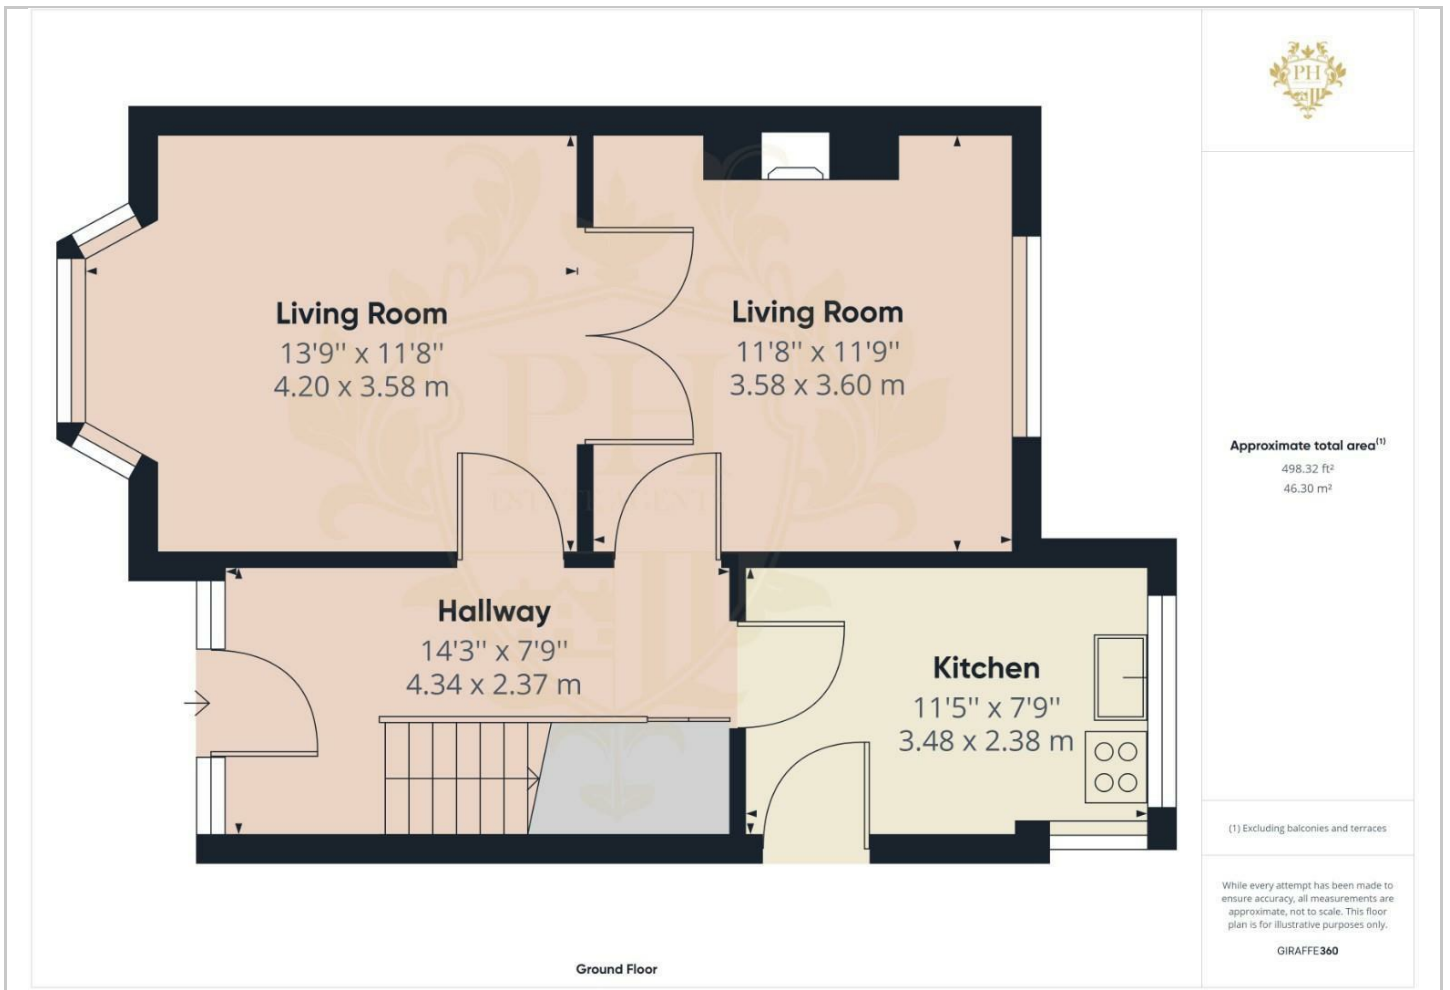 PH
Living Room
13'9'' x 11'8''
4.20 x 3.58 m
Living Room
11'8'' x 11'9''
3.58 x 3.60 m
Hallway
14'3'' x 7'9''
4.34 x 2.37 m
Kitchen
11'5'' x 7'9''
3.48 x 2.38 m
PH
ESTATE AGENTS
Ground Floor
Approximate total area⁽¹⁾
498.32 ft²
46.30 m²
(1) Excluding balconies and terraces
While every attempt has been made to
ensure accuracy, all measurements are
approximate, not to scale. This floor
plan is for illustrative purposes only.
GIRAFFE360